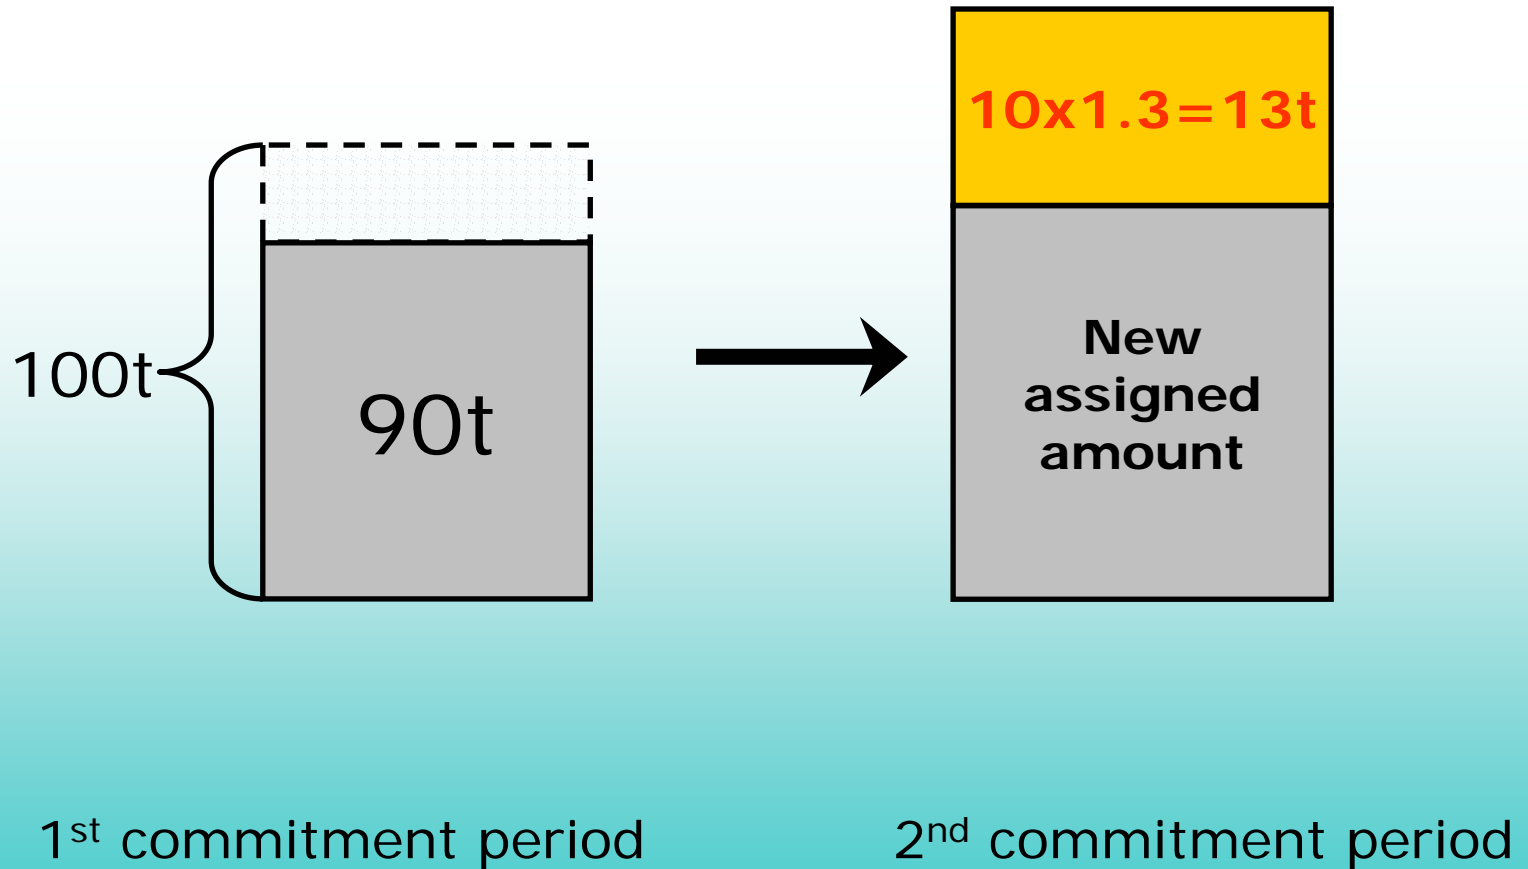 100t
90t
10x1.3=13t
New
assigned
amount
1st commitment period
2nd commitment period